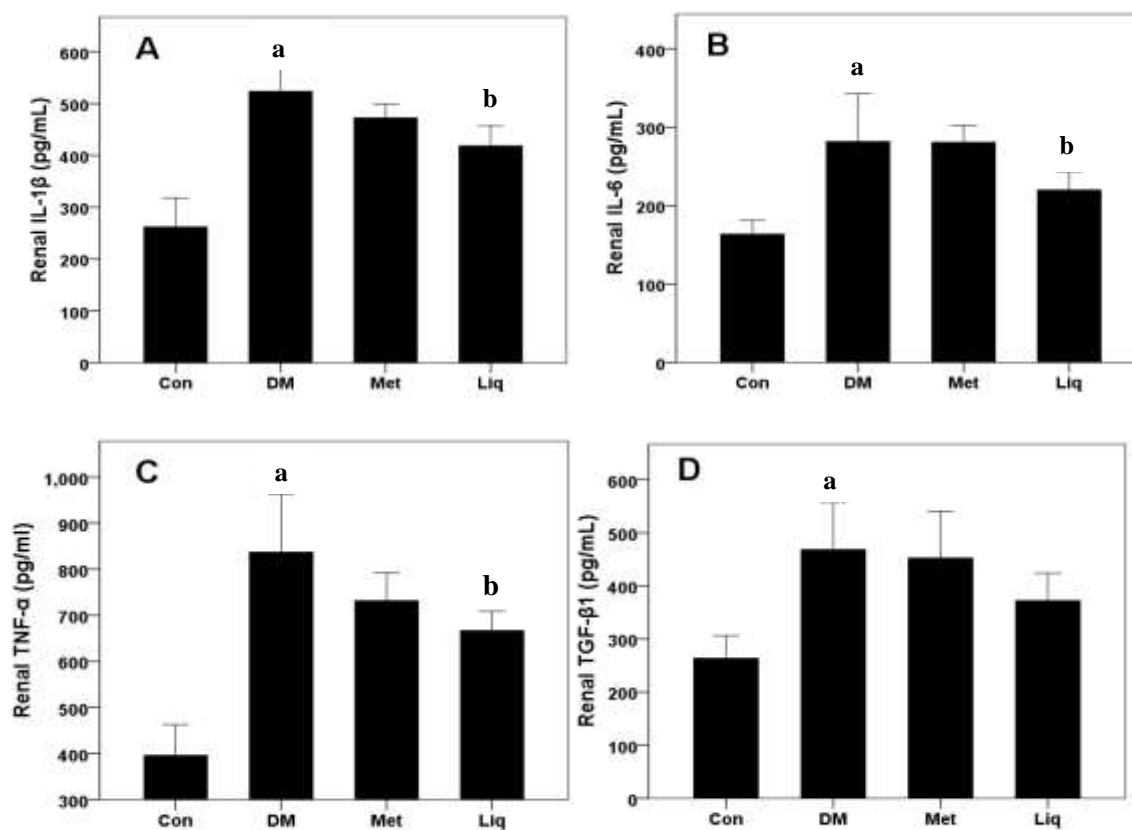 A
a
b
Renal IL-1β (pg/mL)
600
500
400
300
200
100
0
Con DM Met Liq
B
a
b
Renal IL-6 (pg/mL)
400
300
200
100
0
Con DM Met Liq
C
a
b
Renal TNF-α (pg/ml)
1,000
900
800
700
600
500
400
300
Con DM Met Liq
D
a
Renal TGF-β1 (pg/mL)
600
500
400
300
200
100
0
Con DM Met Liq